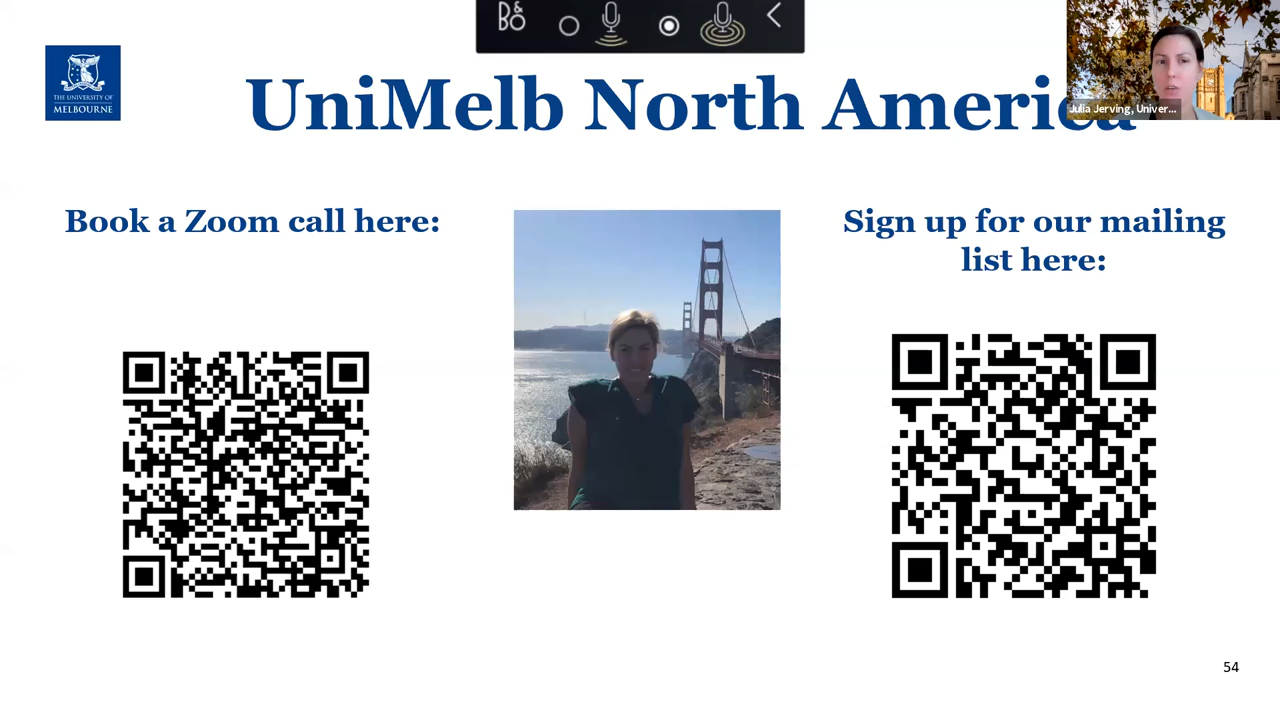 D&
BO
THE UNIVERSITY OF
MELBOURNE
UniMelb North America
Julia Jerving, Univer...
Book a Zoom call here:
Sign up for our mailing
list here:
54